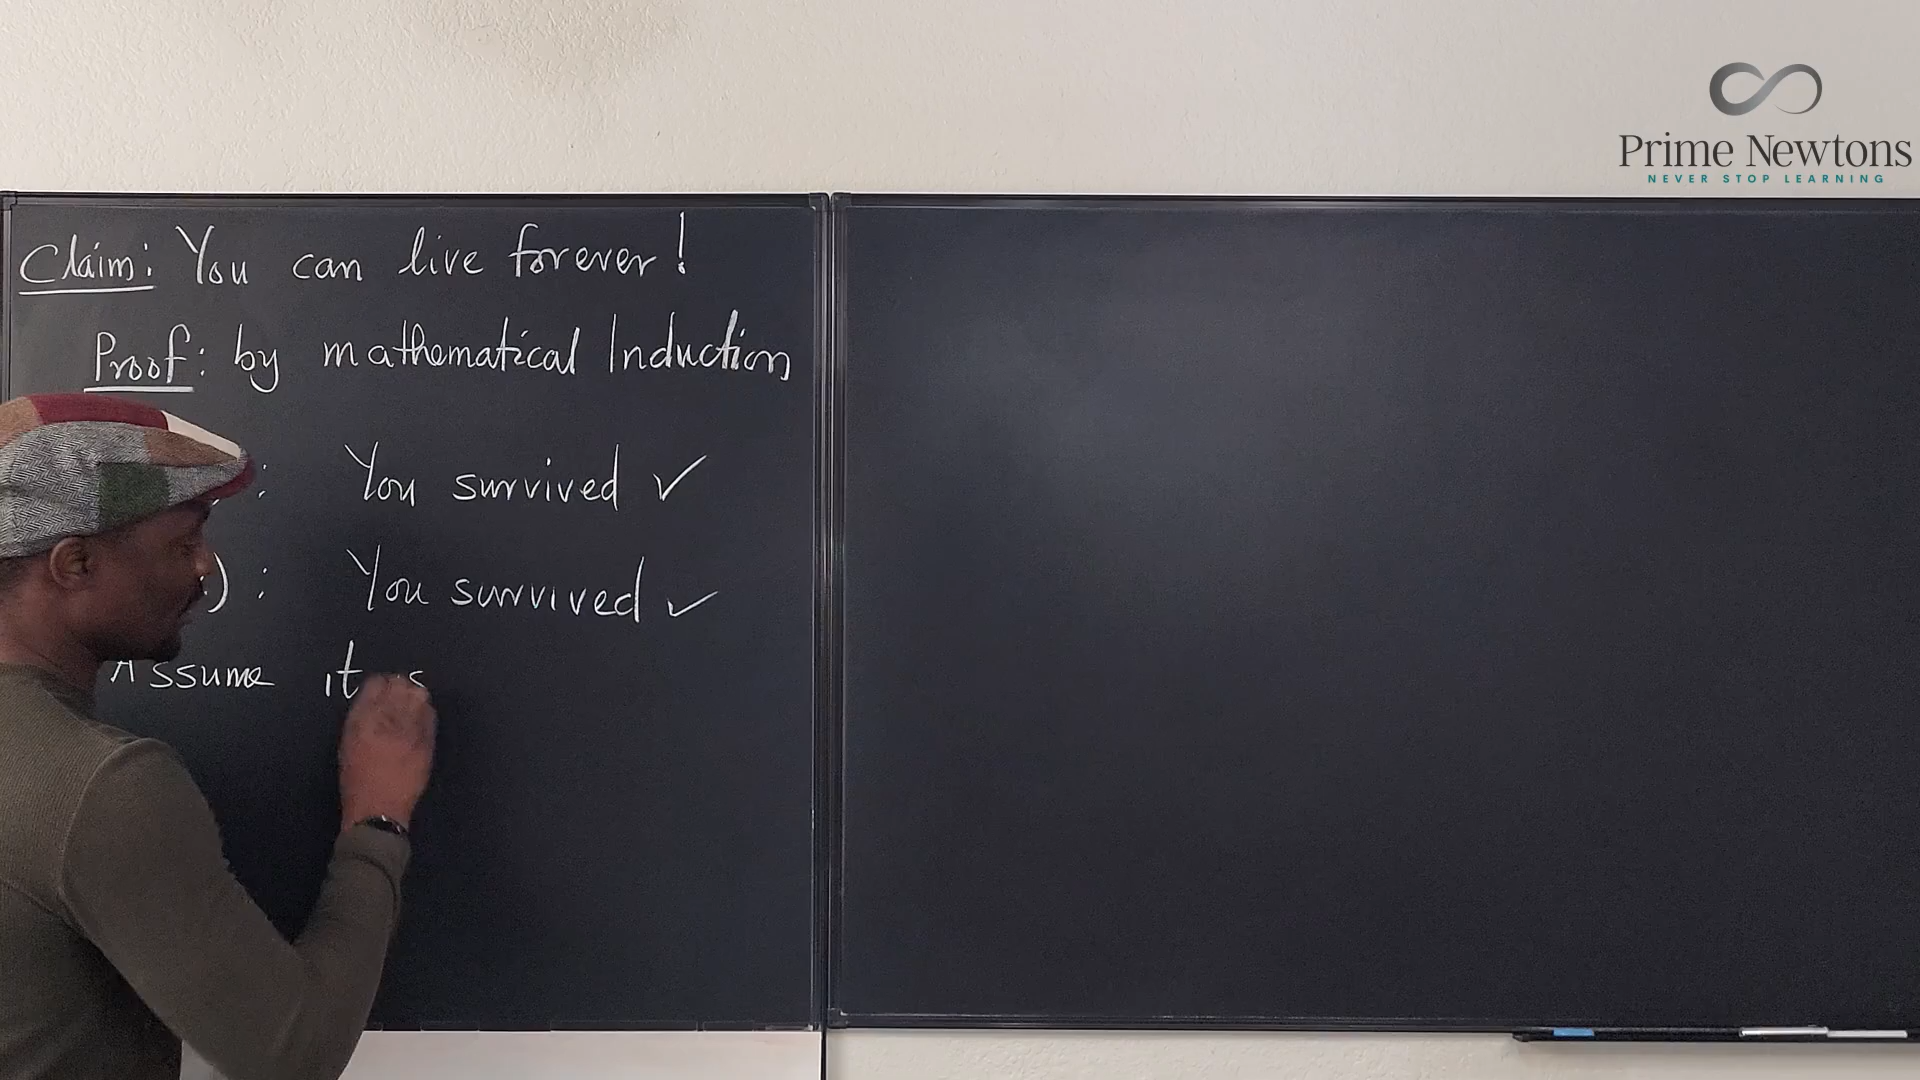 Prime Newtons
NEVER STOP LEARNING
Claim: You can live forever!
Proof: by mathematical Induction
: You survived ✓
) : You survived ✓
Assume it